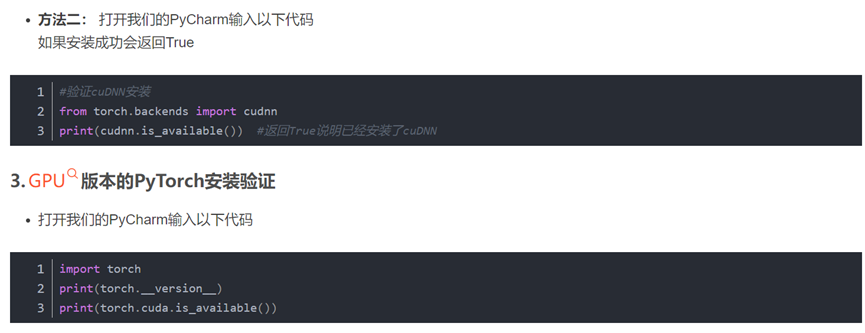 • 方法二： 打开我们的PyCharm输入以下代码
如果安装成功会返回True
1 #验证cuDNN安装
2 from torch.backends import cudnn
3 print(cudnn.is_available())  #返回True说明已经安装了cuDNN
3. GPU版本的PyTorch安装验证
• 打开我们的PyCharm输入以下代码
1 import torch
2 print(torch.__version__)
3 print(torch.cuda.is_available())